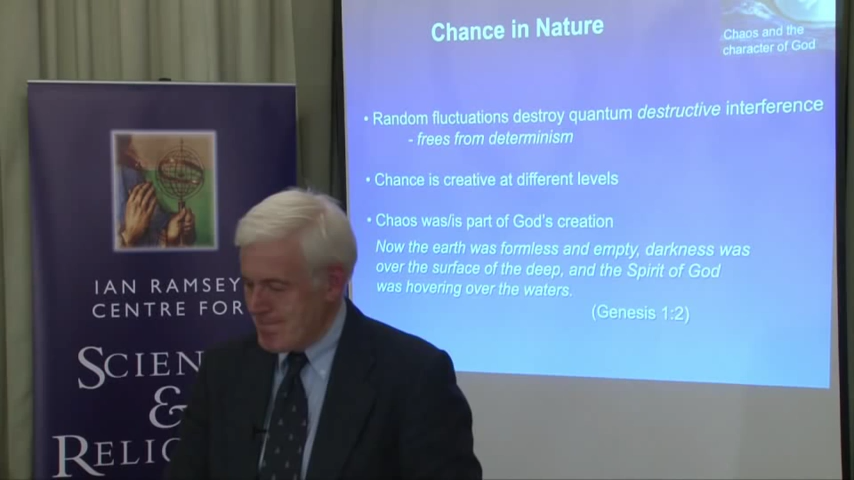 Chance in Nature
Chaos and the
character of God
• Random fluctuations destroy quantum destructive interference
- frees from determinism
• Chance is creative at different levels
• Chaos was/is part of God's creation
Now the earth was formless and empty, darkness was
over the surface of the deep, and the Spirit of God
was hovering over the waters.
(Genesis 1:2)
IAN RAMSEY
CENTRE FOR
SCIEN
&
RELIG